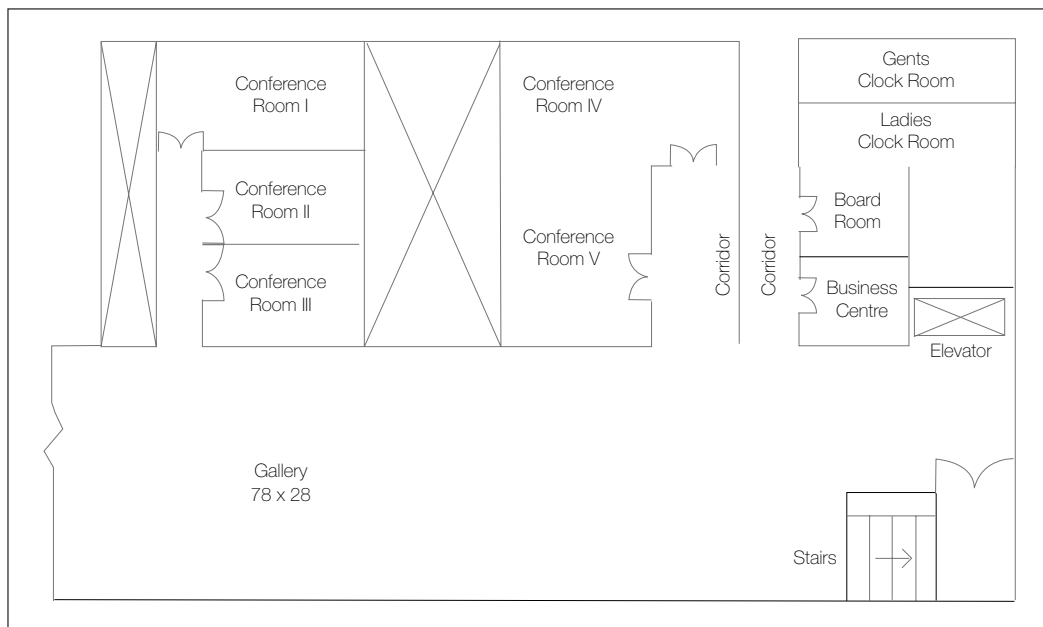 Conference
Room I
Conference
Room II
Conference
Room III
Conference
Room IV
Conference
Room V
Corridor
Corridor
Gents
Clock Room
Ladies
Clock Room
Board
Room
Business
Centre
Elevator
Gallery
78 x 28
Stairs